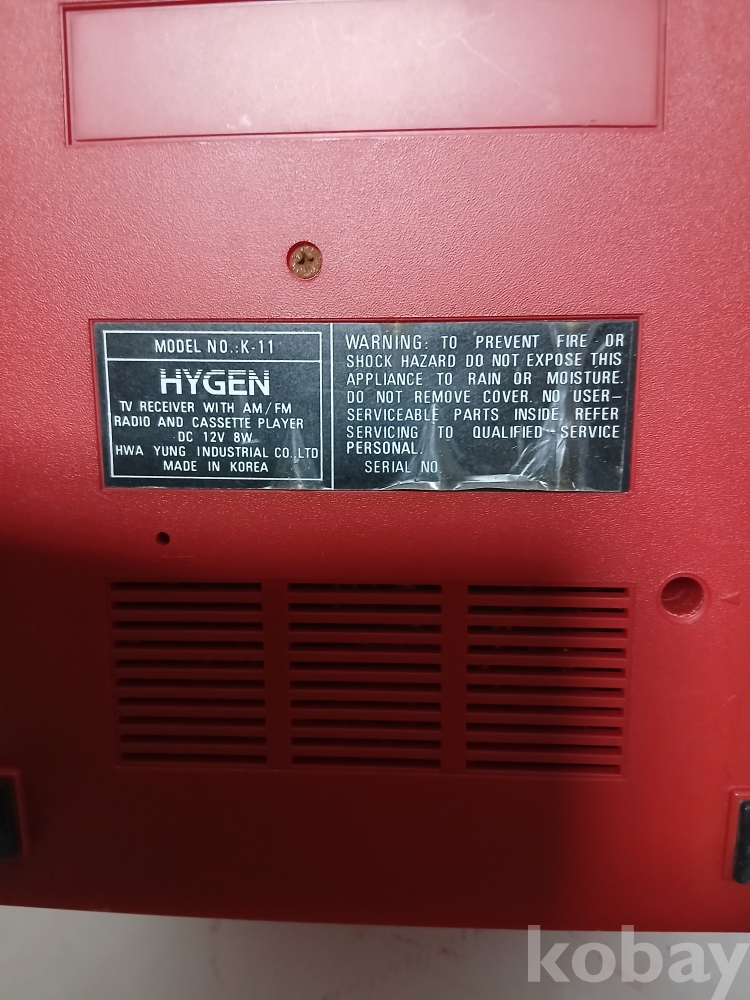 MODEL NO.:K-11
HYGEN
TV RECEIVER WITH AM/FM
RADIO AND CASSETTE PLAYER
DC 12V 8W
HWA YUNG INDUSTRIAL CO.,LTD
MADE IN KOREA
WARNING: TO PREVENT FIRE OR
SHOCK HAZARD DO NOT EXPOSE THIS
APPLIANCE TO RAIN OR MOISTURE.
DO NOT REMOVE COVER. NO USER-
SERVICEABLE PARTS INSIDE. REFER
SERVICING TO QUALIFIED SERVICE
PERSONAL.
SERIAL NO.
kobay